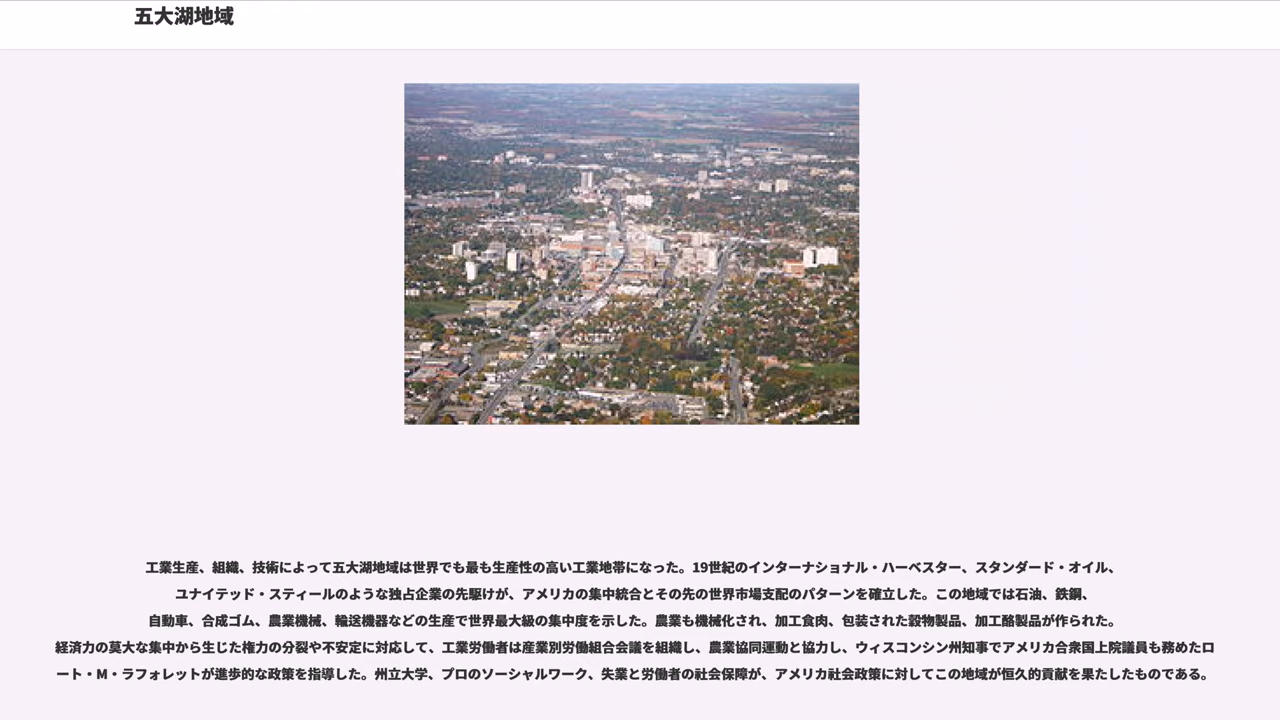 五大湖地域
工業生産、組織、技術によって五大湖地域は世界でも最も生産性の高い工業地帯になった。19世紀のインターナショナル・ハーベスター、スタンダード・オイル、
ユナイテッド・スティールのような独占企業の先駆けが、アメリカの集中統合とその先の世界市場支配のパターンを確立した。この地域では石油、鉄鋼、
自動車、合成ゴム、農業機械、輸送機器などの生産で世界最大級の集中度を示した。農業も機械化され、加工食肉、包装された穀物製品、加工酪製品が作られた。
経済力の莫大な集中から生じた権力の分裂や不安定に対応して、工業労働者は産業別労働組合会議を組織し、農業協同運動と協力し、ウィスコンシン州知事でアメリカ合衆国上院議員も務めたロ
ート・M・ラフォレットが進歩的な政策を指導した。州立大学、プロのソーシャルワーク、失業と労働者の社会保障が、アメリカ社会政策に対してこの地域が恒久的貢献を果たしたものである。